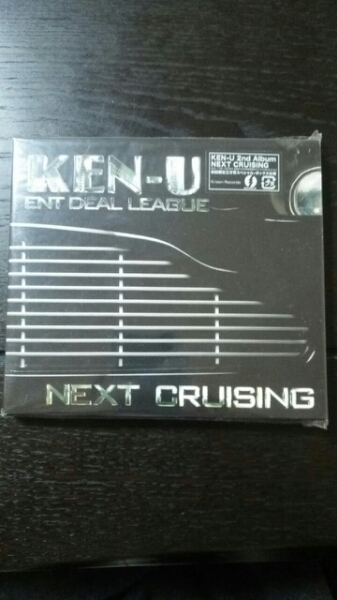 KEN-U
ENT DEAL LEAGUE
KEN-U 2nd Album
NEXT CRUISING
NEXT CRUISING